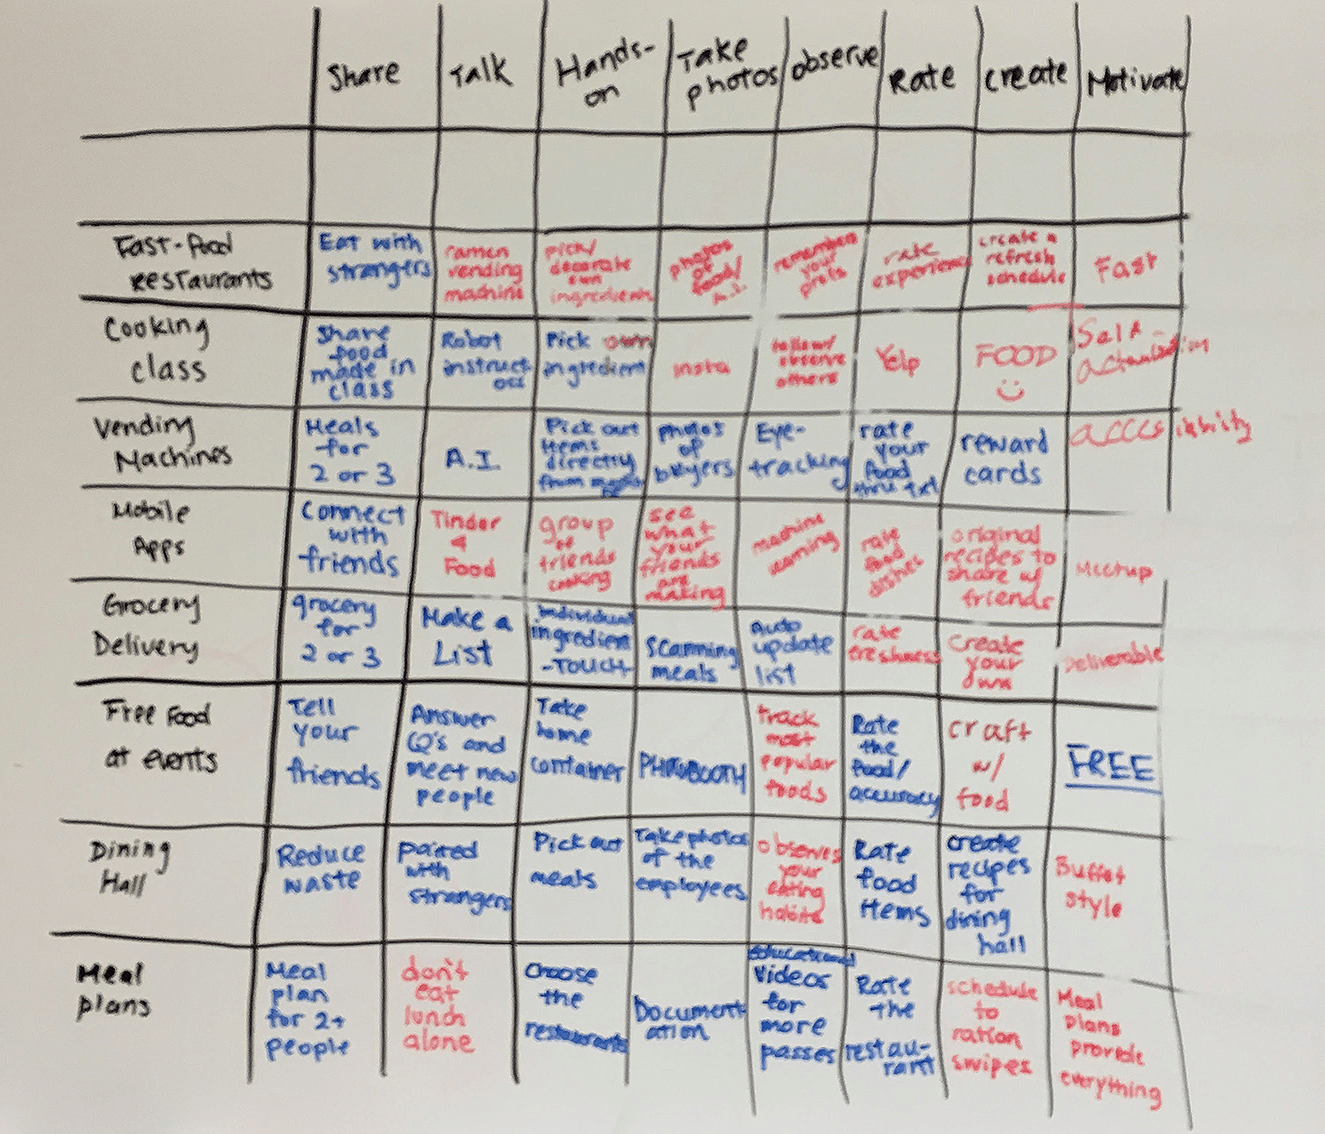 Share Talk Hands-on Take photos observe Rate create Motivate
Fast-Food Restaurants
Eat with strangers
ramen vending machine
pick/ decorate own ingredients
photos of food/ A.I.
remember your prefs
rate experience
create a refresh schedule
Fast
Cooking class
Share food made in class
Robot instructors
Pick own ingredient
insta
follow/ observe others
Yelp
FOOD
Self actualization
Vending Machines
Meals for 2 or 3
A.I.
Pick out items directly from
photos of buyers
Eye-tracking
rate your food thru txt
reward cards
Mobile Apps
Connect with friends
Tinder 4 Food
group of friends cooking
see what your friends are making
machine learning
rate food dishes
original recipes to share w/ friends
Meetup
Grocery Delivery
grocery for 2 or 3
Make a List
individual ingredient -TOUCH
scanning meals
Auto update list
rate freshness
create your own
Deliverable
Free Food at events
Tell your friends
Answer Q's and meet new people
Take home container
PHOTOBOOTH
track most popular foods
Rate the food/ accuracy
craft w/ food
FREE
Dining Hall
Reduce waste
paired with strangers
Pick out meals
Take photos of the employees
observes your eating habits
Rate food items
create recipes for dining hall
Buffet style
Meal plans
Meal plan for 2+ people
don't eat lunch alone
Choose the restaurants
Documentation
educational Videos for more passes
Rate the restau-rant
schedule to ration swipes
Meal plans provide everything